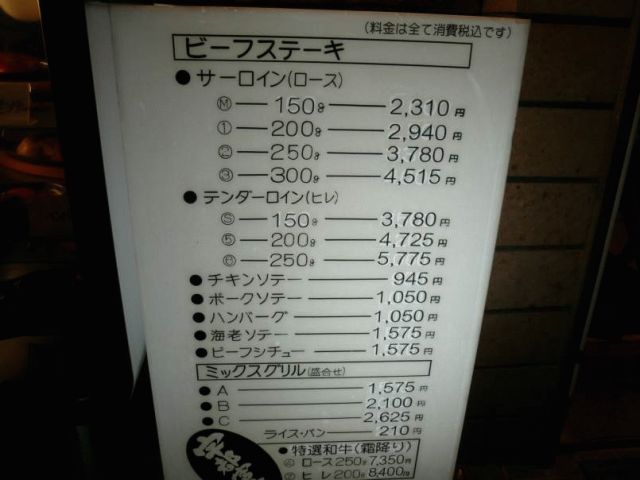 (料金は全て消費税込です)
ビーフステーキ
● サーロイン(ロース)
Ⓜ 150g 2,310円
① 200g 2,940円
② 250g 3,780円
③ 300g 4,515円
● テンダーロイン(ヒレ)
Ⓢ 150g 3,780円
⑤ 200g 4,725円
⑥ 250g 5,775円
● チキンソテー 945円
● ポークソテー 1,050円
● ハンバーグ 1,050円
● 海老ソテー 1,575円
● ビーフシチュー 1,575円
ミックスグリル(盛合せ)
● A 1,575円
● B 2,100円
● C 2,625円
ライス・パン 210円
● 特選和牛(霜降り)
ロース250g 7,350円
ヒレ200g 8,400円